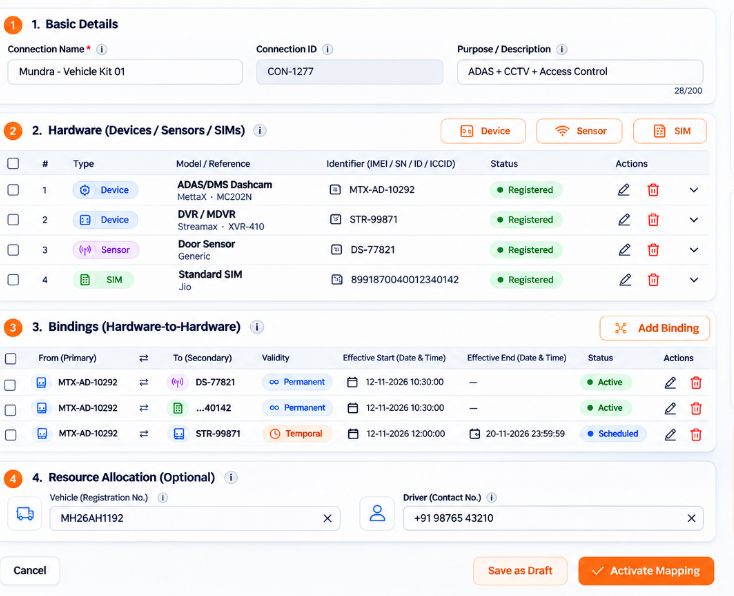 1 1. Basic Details
Connection Name * i Connection ID i Purpose / Description i
Mundra - Vehicle Kit 01 CON-1277 ADAS + CCTV + Access Control
28/200
2 2. Hardware (Devices / Sensors / SIMs) i Device Sensor SIM
# Type Model / Reference Identifier (IMEI / SN / ID / ICCID) Status Actions
1 Device ADAS/DMS Dashcam MTX-AD-10292 Registered
MettaX • MC202N
2 Device DVR / MDVR STR-99871 Registered
Streamax • XVR-410
3 Sensor Door Sensor DS-77821 Registered
Generic
4 SIM Standard SIM 8991870040012340142 Registered
Jio
3 3. Bindings (Hardware-to-Hardware) i Add Binding
From (Primary) ⇄ To (Secondary) Validity Effective Start (Date & Time) Effective End (Date & Time) Status Actions
MTX-AD-10292 ⇄ DS-77821 ∞ Permanent 12-11-2026 10:30:00 — Active
MTX-AD-10292 ⇄ ...40142 ∞ Permanent 12-11-2026 10:30:00 — Active
MTX-AD-10292 ⇄ STR-99871 Temporal 12-11-2026 12:00:00 20-11-2026 23:59:59 Scheduled
4 4. Resource Allocation (Optional) i
Vehicle (Registration No.) i Driver (Contact No.) i
MH26AH1192 +91 98765 43210
Cancel Save as Draft Activate Mapping